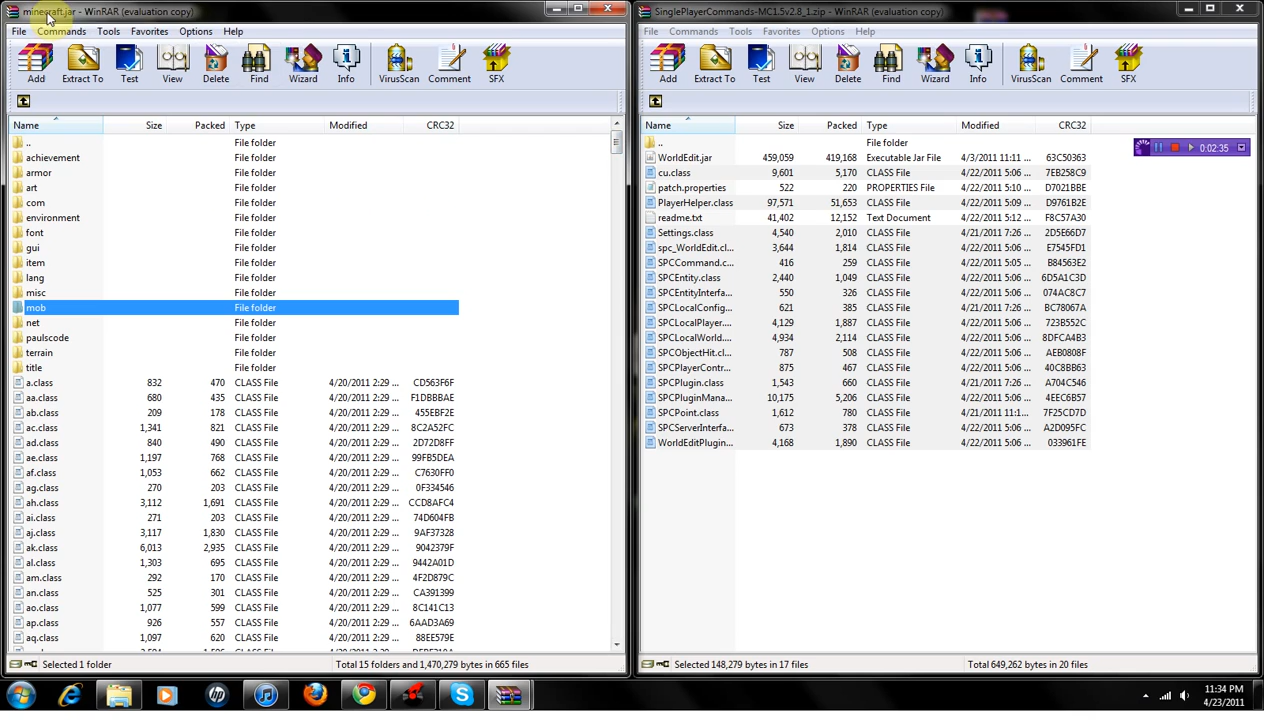 minecraft.jar - WinRAR (evaluation copy)
File Commands Tools Favorites Options Help
Add Extract To Test View Delete Find Wizard Info VirusScan Comment SFX
Name Size Packed Type Modified CRC32
.. File folder
achievement File folder
armor File folder
art File folder
com File folder
environment File folder
font File folder
gui File folder
item File folder
lang File folder
misc File folder
mob File folder
net File folder
paulscode File folder
terrain File folder
title File folder
a.class 832 470 CLASS File 4/20/2011 2:29 ... CD563F6F
aa.class 680 435 CLASS File 4/20/2011 2:29 ... F1DBBBAE
ab.class 209 178 CLASS File 4/20/2011 2:29 ... 455EBF2E
ac.class 1,341 821 CLASS File 4/20/2011 2:29 ... 8C2A52FC
ad.class 840 490 CLASS File 4/20/2011 2:29 ... 2D72D8FF
ae.class 1,197 768 CLASS File 4/20/2011 2:29 ... 99FB5DEA
af.class 1,053 662 CLASS File 4/20/2011 2:29 ... C7630FF0
ag.class 270 203 CLASS File 4/20/2011 2:29 ... 0F334546
ah.class 3,112 1,691 CLASS File 4/20/2011 2:29 ... CCD8AFC4
ai.class 271 203 CLASS File 4/20/2011 2:29 ... 74D604FB
aj.class 3,117 1,830 CLASS File 4/20/2011 2:29 ... 9AF37328
ak.class 6,013 2,935 CLASS File 4/20/2011 2:29 ... 9042379F
al.class 1,303 695 CLASS File 4/20/2011 2:29 ... 9442A01D
am.class 292 170 CLASS File 4/20/2011 2:29 ... 4F2D879C
an.class 525 301 CLASS File 4/20/2011 2:29 ... CA391399
ao.class 1,077 599 CLASS File 4/20/2011 2:29 ... 8C141C13
ap.class 926 557 CLASS File 4/20/2011 2:29 ... 6AAD3A69
aq.class 1,097 620 CLASS File 4/20/2011 2:29 ... 88EE579E
Selected 1 folder Total 15 folders and 1,470,279 bytes in 665 files
SinglePlayerCommands-MC1.5v2.8_1.zip - WinRAR (evaluation copy)
File Commands Tools Favorites Options Help
Add Extract To Test View Delete Find Wizard Info VirusScan Comment SFX
Name Size Packed Type Modified CRC32
.. File folder
WorldEdit.jar 459,059 419,168 Executable Jar File 4/3/2011 11:11 ... 63C50363
cu.class 9,601 5,170 CLASS File 4/22/2011 5:06 ... 7EB258C9
patch.properties 522 220 PROPERTIES File 4/22/2011 5:10 ... D7021BBE
PlayerHelper.class 97,571 51,653 CLASS File 4/22/2011 5:09 ... D9761B2E
readme.txt 41,402 12,152 Text Document 4/22/2011 5:12 ... F8C57A30
Settings.class 4,540 2,010 CLASS File 4/21/2011 7:26 ... 2D5E66D7
spc_WorldEdit.cl... 3,644 1,814 CLASS File 4/22/2011 5:06 ... E7545FD1
SPCCommand.c... 416 259 CLASS File 4/22/2011 5:05 ... B84563E2
SPCEntity.class 2,440 1,049 CLASS File 4/22/2011 5:06 ... 6D5A1C3D
SPCEntityInterfa... 550 326 CLASS File 4/22/2011 5:06 ... 074AC8C7
SPCLocalConfig... 621 385 CLASS File 4/21/2011 7:26 ... BC78067A
SPCLocalPlayer.... 4,129 1,887 CLASS File 4/22/2011 5:06 ... 723B552C
SPCLocalWorld.... 4,934 2,114 CLASS File 4/22/2011 5:06 ... 8DFCA4B3
SPCObjectHit.cl... 787 508 CLASS File 4/22/2011 5:06 ... AEB0808F
SPCPlayerContr... 875 467 CLASS File 4/22/2011 5:06 ... 40C8BB63
SPCPlugin.class 1,543 660 CLASS File 4/21/2011 7:26 ... A704C546
SPCPluginMana... 10,175 5,206 CLASS File 4/22/2011 5:06 ... 4EEC6B57
SPCPoint.class 1,612 780 CLASS File 4/21/2011 11:1... 7F25CD7D
SPCServerInterfa... 673 378 CLASS File 4/22/2011 5:06 ... A2D095FC
WorldEditPlugin... 4,168 1,890 CLASS File 4/22/2011 5:06 ... 033961FE
0:02:35
Selected 148,279 bytes in 17 files Total 649,262 bytes in 20 files
11:34 PM
4/23/2011